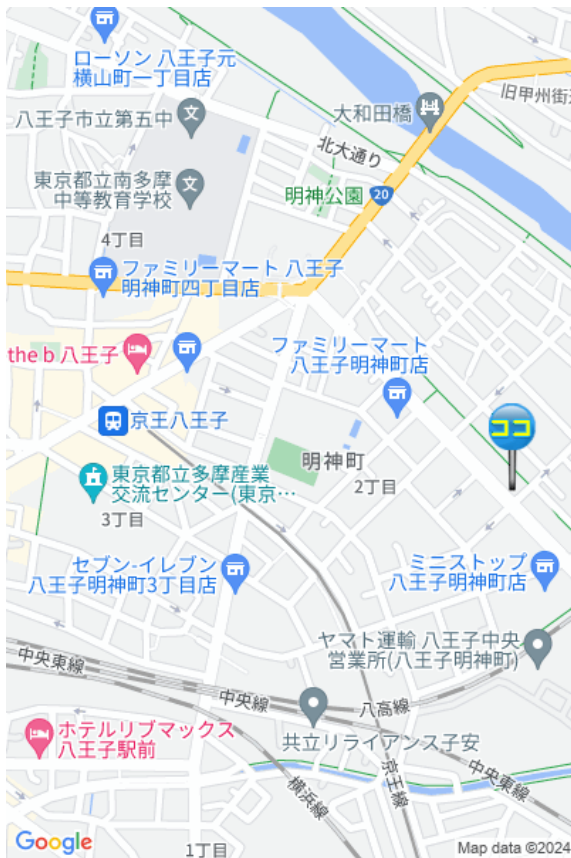 ローソン 八王子元
横山町一丁目店
旧甲州街道
八王子市立第五中
大和田橋
北大通り
東京都立南多摩
中等教育学校
明神公園
20
4丁目
ファミリーマート 八王子
明神町四丁目店
the b 八王子
ファミリーマート
八王子明神町店
京王八王子
ココ
明神町
東京都立多摩産業
交流センター(東京…
2丁目
3丁目
セブン-イレブン
八王子明神町3丁目店
ミニストップ
八王子明神町店
ヤマト運輸 八王子中央
営業所(八王子明神町)
中央東線
中央線
八高線
ホテルリブマックス
八王子駅前
共立リライアンス子安
京王線
中央東線
横浜線
Google
1丁目
Map data ©2024